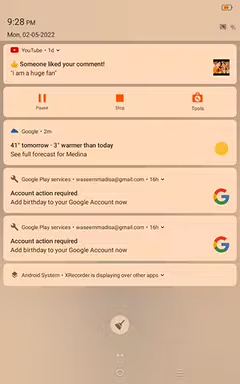 9:28 PM
Mon, 02-05-2022
YouTube • 1d
👍 Someone liked your comment!
"i am a huge fan"
Pause
Stop
Tools
Google • 2m
41° tomorrow · 3° warmer than today
See full forecast for Medina
Google Play services • waseemmadisa@gmail.com • 16h
Account action required
Add birthday to your Google Account now
Google Play services • waseemmadisa@gmail.com • 16h
Account action required
Add birthday to your Google Account now
Android System • XRecorder is displaying over other apps